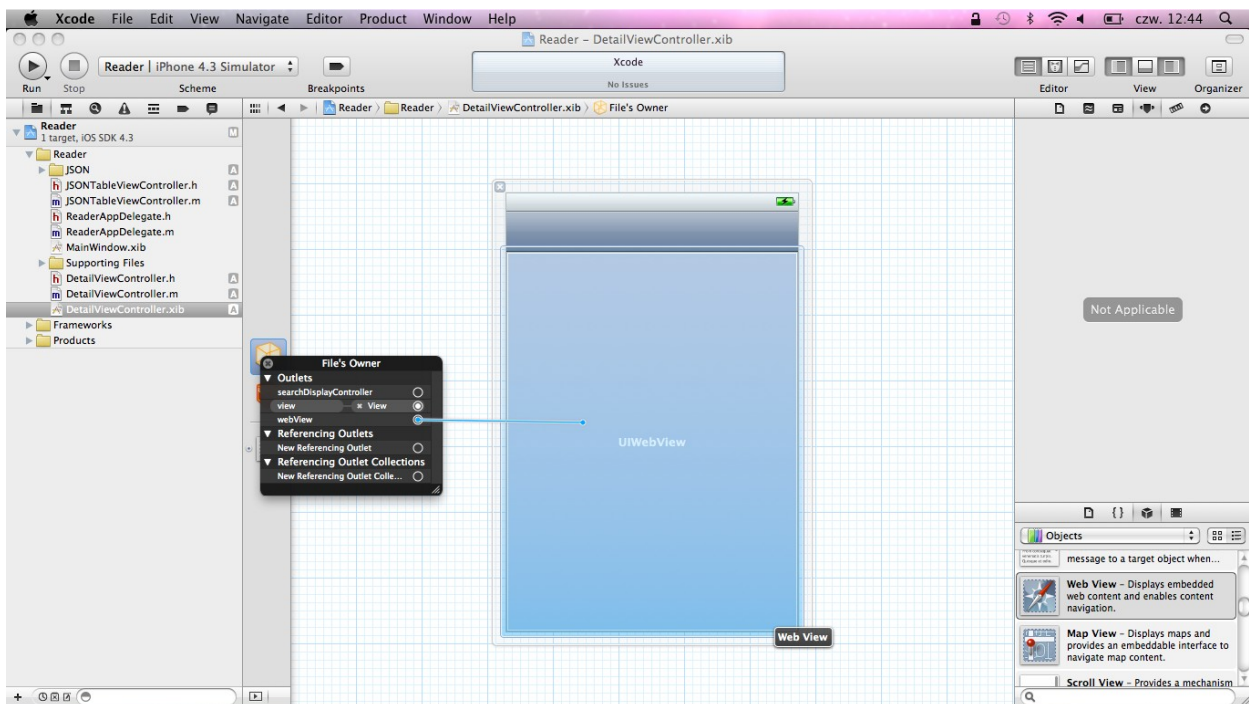 Xcode File Edit View Navigate Editor Product Window Help czw. 12:44
Reader – DetailViewController.xib
Reader | iPhone 4.3 Simulator
Xcode
No Issues
Run Stop Scheme Breakpoints Editor View Organizer
Reader Reader DetailViewController.xib File's Owner
Reader M
1 target, iOS SDK 4.3
Reader
JSON A
JSONTableViewController.h A
JSONTableViewController.m A
ReaderAppDelegate.h
ReaderAppDelegate.m
MainWindow.xib
Supporting Files
DetailViewController.h A
DetailViewController.m A
DetailViewController.xib A
Frameworks
Products
File's Owner
Outlets
searchDisplayController
view View
webView
Referencing Outlets
New Referencing Outlet
Referencing Outlet Collections
New Referencing Outlet Colle...
UIWebView
Web View
Not Applicable
Objects
message to a target object when...
Web View – Displays embedded
web content and enables content
navigation.
Map View – Displays maps and
provides an embeddable interface to
navigate map content.
Scroll View – Provides a mechanism